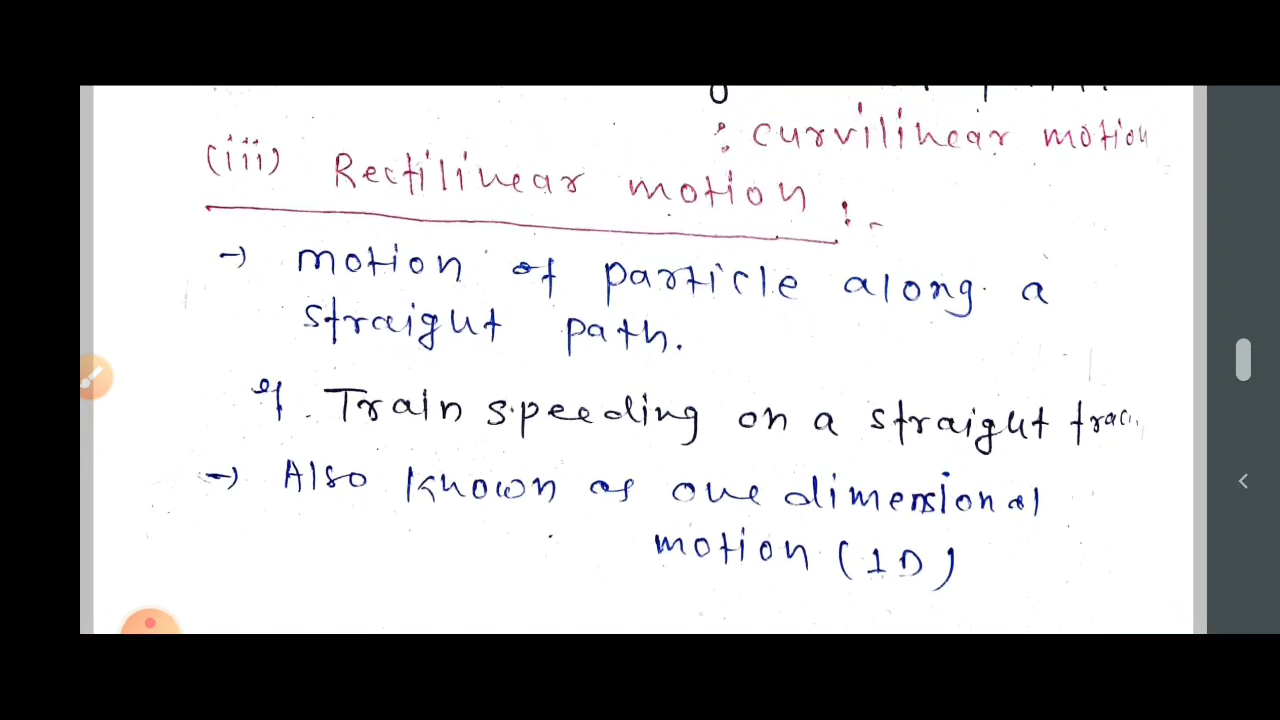 : curvilinear motion
(iii) Rectilinear motion :-
→ motion of particle along a
straight path.
eg. Train speeding on a straight
→ Also known as one dimensional
motion (1D)